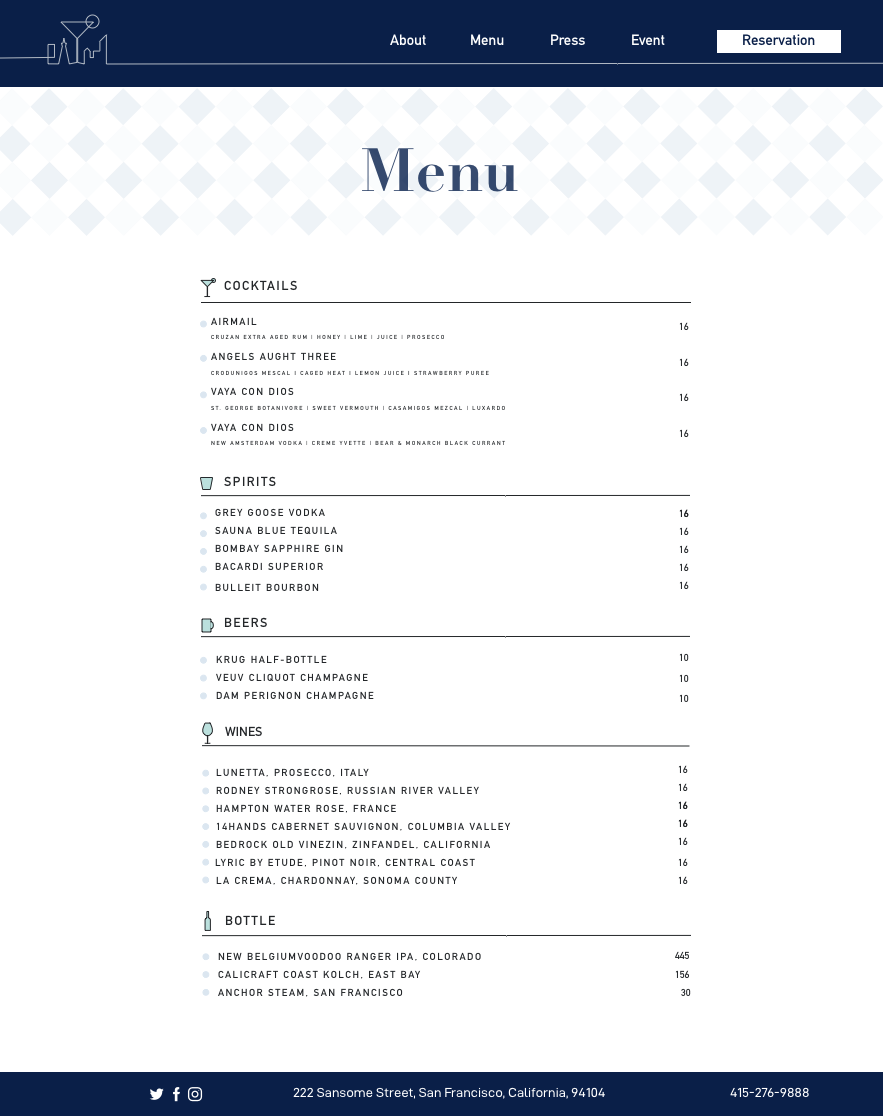 About Menu Press Event Reservation
Menu
COCKTAILS
AIRMAIL 16
CRUZAN EXTRA AGED RUM | HONEY | LIME | JUICE | PROSECCO
ANGELS AUGHT THREE 16
CRODUNIGOS MESCAL | CAGED HEAT | LEMON JUICE | STRAWBERRY PUREE
VAYA CON DIOS 16
ST. GEORGE BOTANIVORE | SWEET VERMOUTH | CASAMIGOS MEZCAL | LUXARDO
VAYA CON DIOS 16
NEW AMSTERDAM VODKA | CREME YVETTE | BEAR & MONARCH BLACK CURRANT
SPIRITS
GREY GOOSE VODKA 16
SAUNA BLUE TEQUILA 16
BOMBAY SAPPHIRE GIN 16
BACARDI SUPERIOR 16
BULLEIT BOURBON 16
BEERS
KRUG HALF-BOTTLE 10
VEUV CLIQUOT CHAMPAGNE 10
DAM PERIGNON CHAMPAGNE 10
WINES
LUNETTA, PROSECCO, ITALY 16
RODNEY STRONGROSE, RUSSIAN RIVER VALLEY 16
HAMPTON WATER ROSE, FRANCE 16
14HANDS CABERNET SAUVIGNON, COLUMBIA VALLEY 16
BEDROCK OLD VINEZIN, ZINFANDEL, CALIFORNIA 16
LYRIC BY ETUDE, PINOT NOIR, CENTRAL COAST 16
LA CREMA, CHARDONNAY, SONOMA COUNTY 16
BOTTLE
NEW BELGIUMVOODOO RANGER IPA, COLORADO 445
CALICRAFT COAST KOLCH, EAST BAY 156
ANCHOR STEAM, SAN FRANCISCO 30
222 Sansome Street, San Francisco, California, 94104 415-276-9888